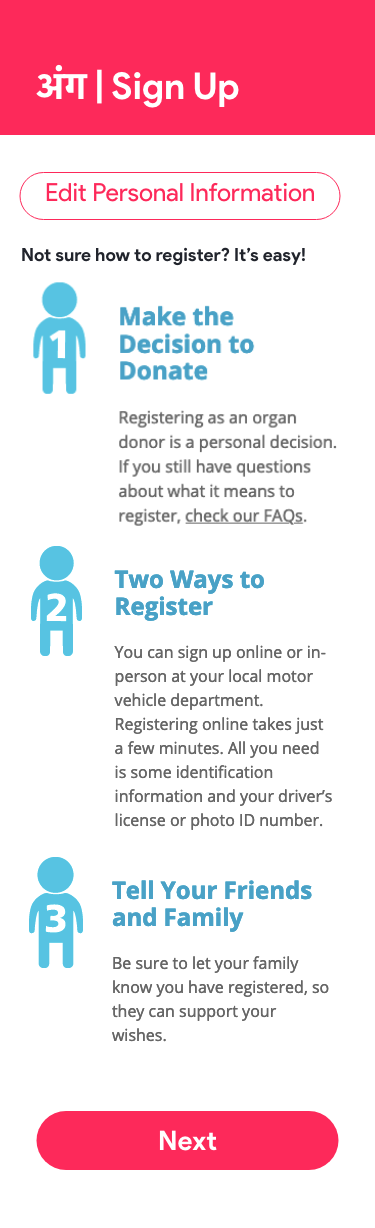 अंग | Sign Up
Edit Personal Information
Not sure how to register? It's easy!
1
Make the
Decision to
Donate
Registering as an organ
donor is a personal decision.
If you still have questions
about what it means to
register, check our FAQs.
2
Two Ways to
Register
You can sign up online or in-
person at your local motor
vehicle department.
Registering online takes just
a few minutes. All you need
is some identification
information and your driver's
license or photo ID number.
3
Tell Your Friends
and Family
Be sure to let your family
know you have registered, so
they can support your
wishes.
Next